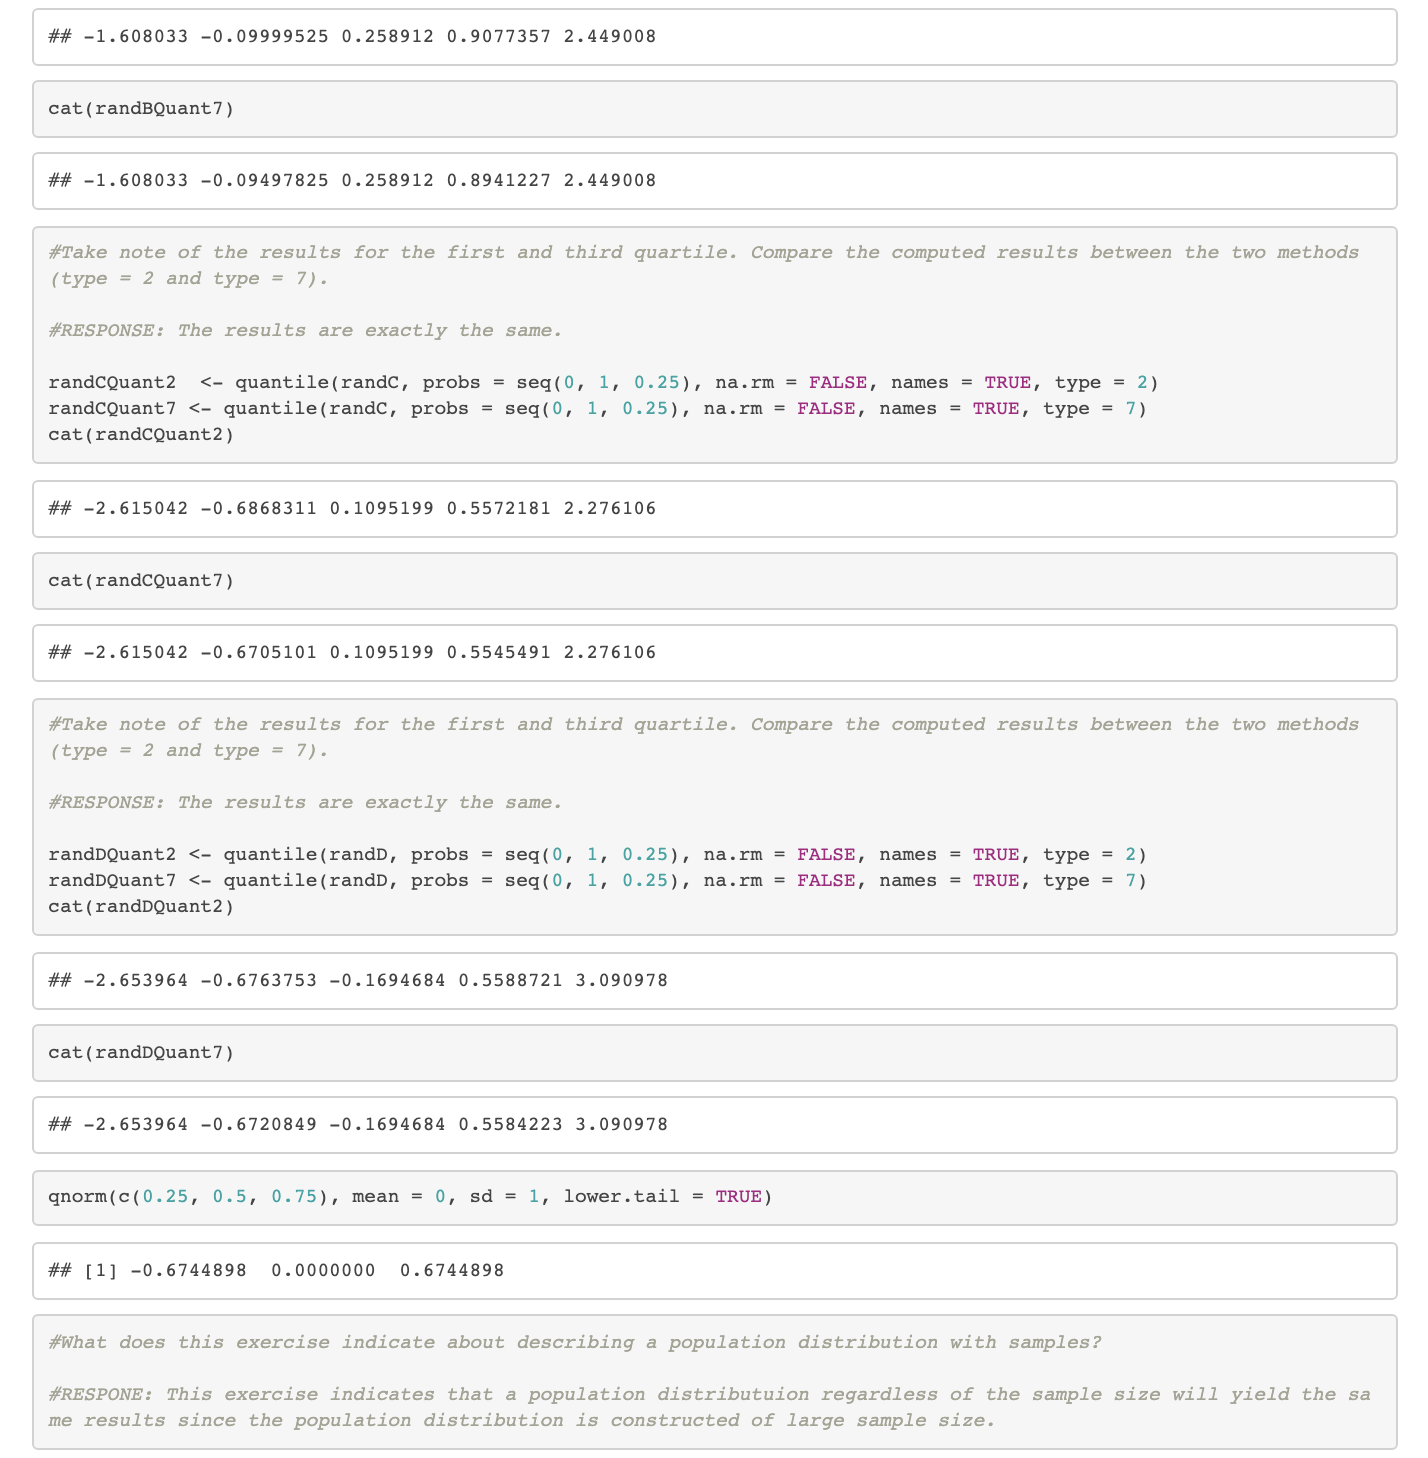 ## -1.608033 -0.09999525 0.258912 0.9077357 2.449008
cat(randBQuant7)
## -1.608033 -0.09497825 0.258912 0.8941227 2.449008
#Take note of the results for the first and third quartile. Compare the computed results between the two methods
(type = 2 and type = 7).
#RESPONSE: The results are exactly the same.
randCQuant2  <- quantile(randC, probs = seq(0, 1, 0.25), na.rm = FALSE, names = TRUE, type = 2)
randCQuant7 <- quantile(randC, probs = seq(0, 1, 0.25), na.rm = FALSE, names = TRUE, type = 7)
cat(randCQuant2)
## -2.615042 -0.6868311 0.1095199 0.5572181 2.276106
cat(randCQuant7)
## -2.615042 -0.6705101 0.1095199 0.5545491 2.276106
#Take note of the results for the first and third quartile. Compare the computed results between the two methods
(type = 2 and type = 7).
#RESPONSE: The results are exactly the same.
randDQuant2 <- quantile(randD, probs = seq(0, 1, 0.25), na.rm = FALSE, names = TRUE, type = 2)
randDQuant7 <- quantile(randD, probs = seq(0, 1, 0.25), na.rm = FALSE, names = TRUE, type = 7)
cat(randDQuant2)
## -2.653964 -0.6763753 -0.1694684 0.5588721 3.090978
cat(randDQuant7)
## -2.653964 -0.6720849 -0.1694684 0.5584223 3.090978
qnorm(c(0.25, 0.5, 0.75), mean = 0, sd = 1, lower.tail = TRUE)
## [1] -0.6744898  0.0000000  0.6744898
#What does this exercise indicate about describing a population distribution with samples?
#RESPONE: This exercise indicates that a population distributuion regardless of the sample size will yield the sa
me results since the population distribution is constructed of large sample size.